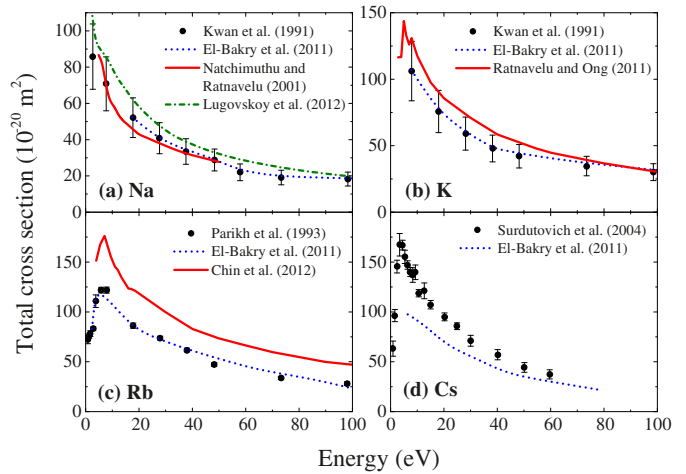 Total cross section (10⁻²⁰ m²)
100
80
60
40
20
0
Kwan et al. (1991)
El-Bakry et al. (2011)
Natchimuthu and
Ratnavelu (2001)
Lugovskoy et al. (2012)
(a) Na
150
100
50
0
Kwan et al. (1991)
El-Bakry et al. (2011)
Ratnavelu and Ong (2011)
(b) K
150
100
50
0
Parikh et al. (1993)
El-Bakry et al. (2011)
Chin et al. (2012)
(c) Rb
0 20 40 60 80
150
100
50
0
Surdutovich et al. (2004)
El-Bakry et al. (2011)
(d) Cs
0 20 40 60 80 100
Energy (eV)